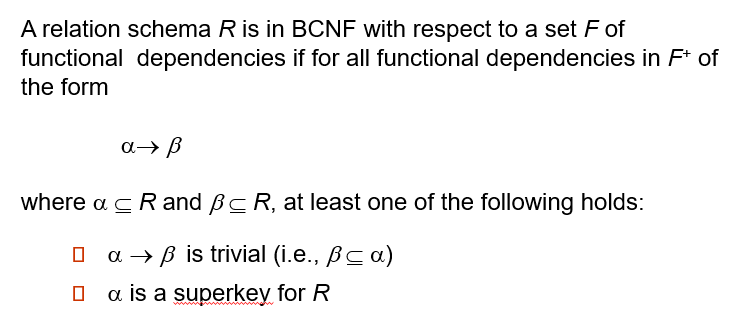 A relation schema R is in BCNF with respect to a set F of
functional dependencies if for all functional dependencies in F+ of
the form
α→ β
where α ⊆ R and β ⊆ R, at least one of the following holds:
α → β is trivial (i.e., β ⊆ α)
α is a superkey for R